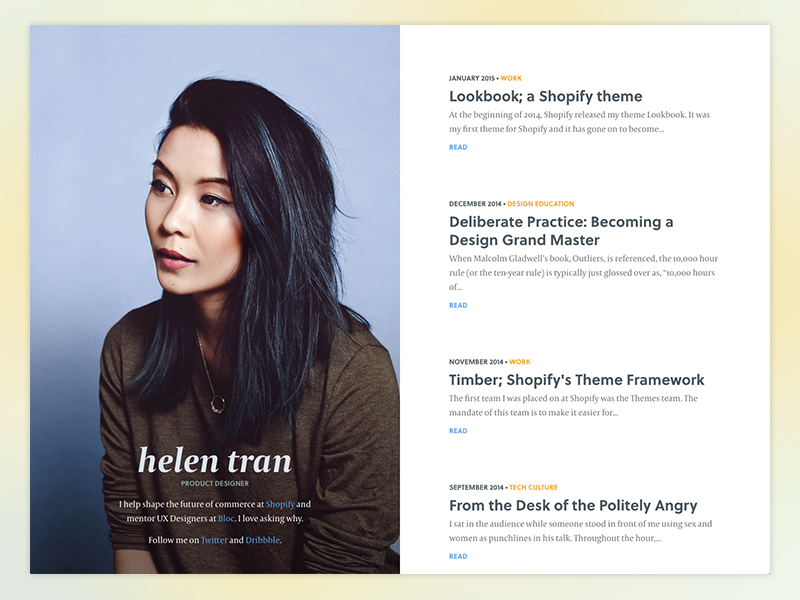 helen tran
PRODUCT DESIGNER
I help shape the future of commerce at Shopify and
mentor UX Designers at Bloc. I love asking why.
Follow me on Twitter and Dribbble.
JANUARY 2015 • WORK
Lookbook; a Shopify theme
At the beginning of 2014, Shopify released my theme Lookbook. It was
my first theme for Shopify and it has gone on to become...
READ
DECEMBER 2014 • DESIGN EDUCATION
Deliberate Practice: Becoming a
Design Grand Master
When Malcolm Gladwell's book, Outliers, is referenced, the 10,000 hour
rule (or the ten-year rule) is typically just glossed over as, "10,000 hours
of...
READ
NOVEMBER 2014 • WORK
Timber; Shopify's Theme Framework
The first team I was placed on at Shopify was the Themes team. The
mandate of this team is to make it easier for...
READ
SEPTEMBER 2014 • TECH CULTURE
From the Desk of the Politely Angry
I sat in the audience while someone stood in front of me using sex and
women as punchlines in his talk. Throughout the hour,...
READ